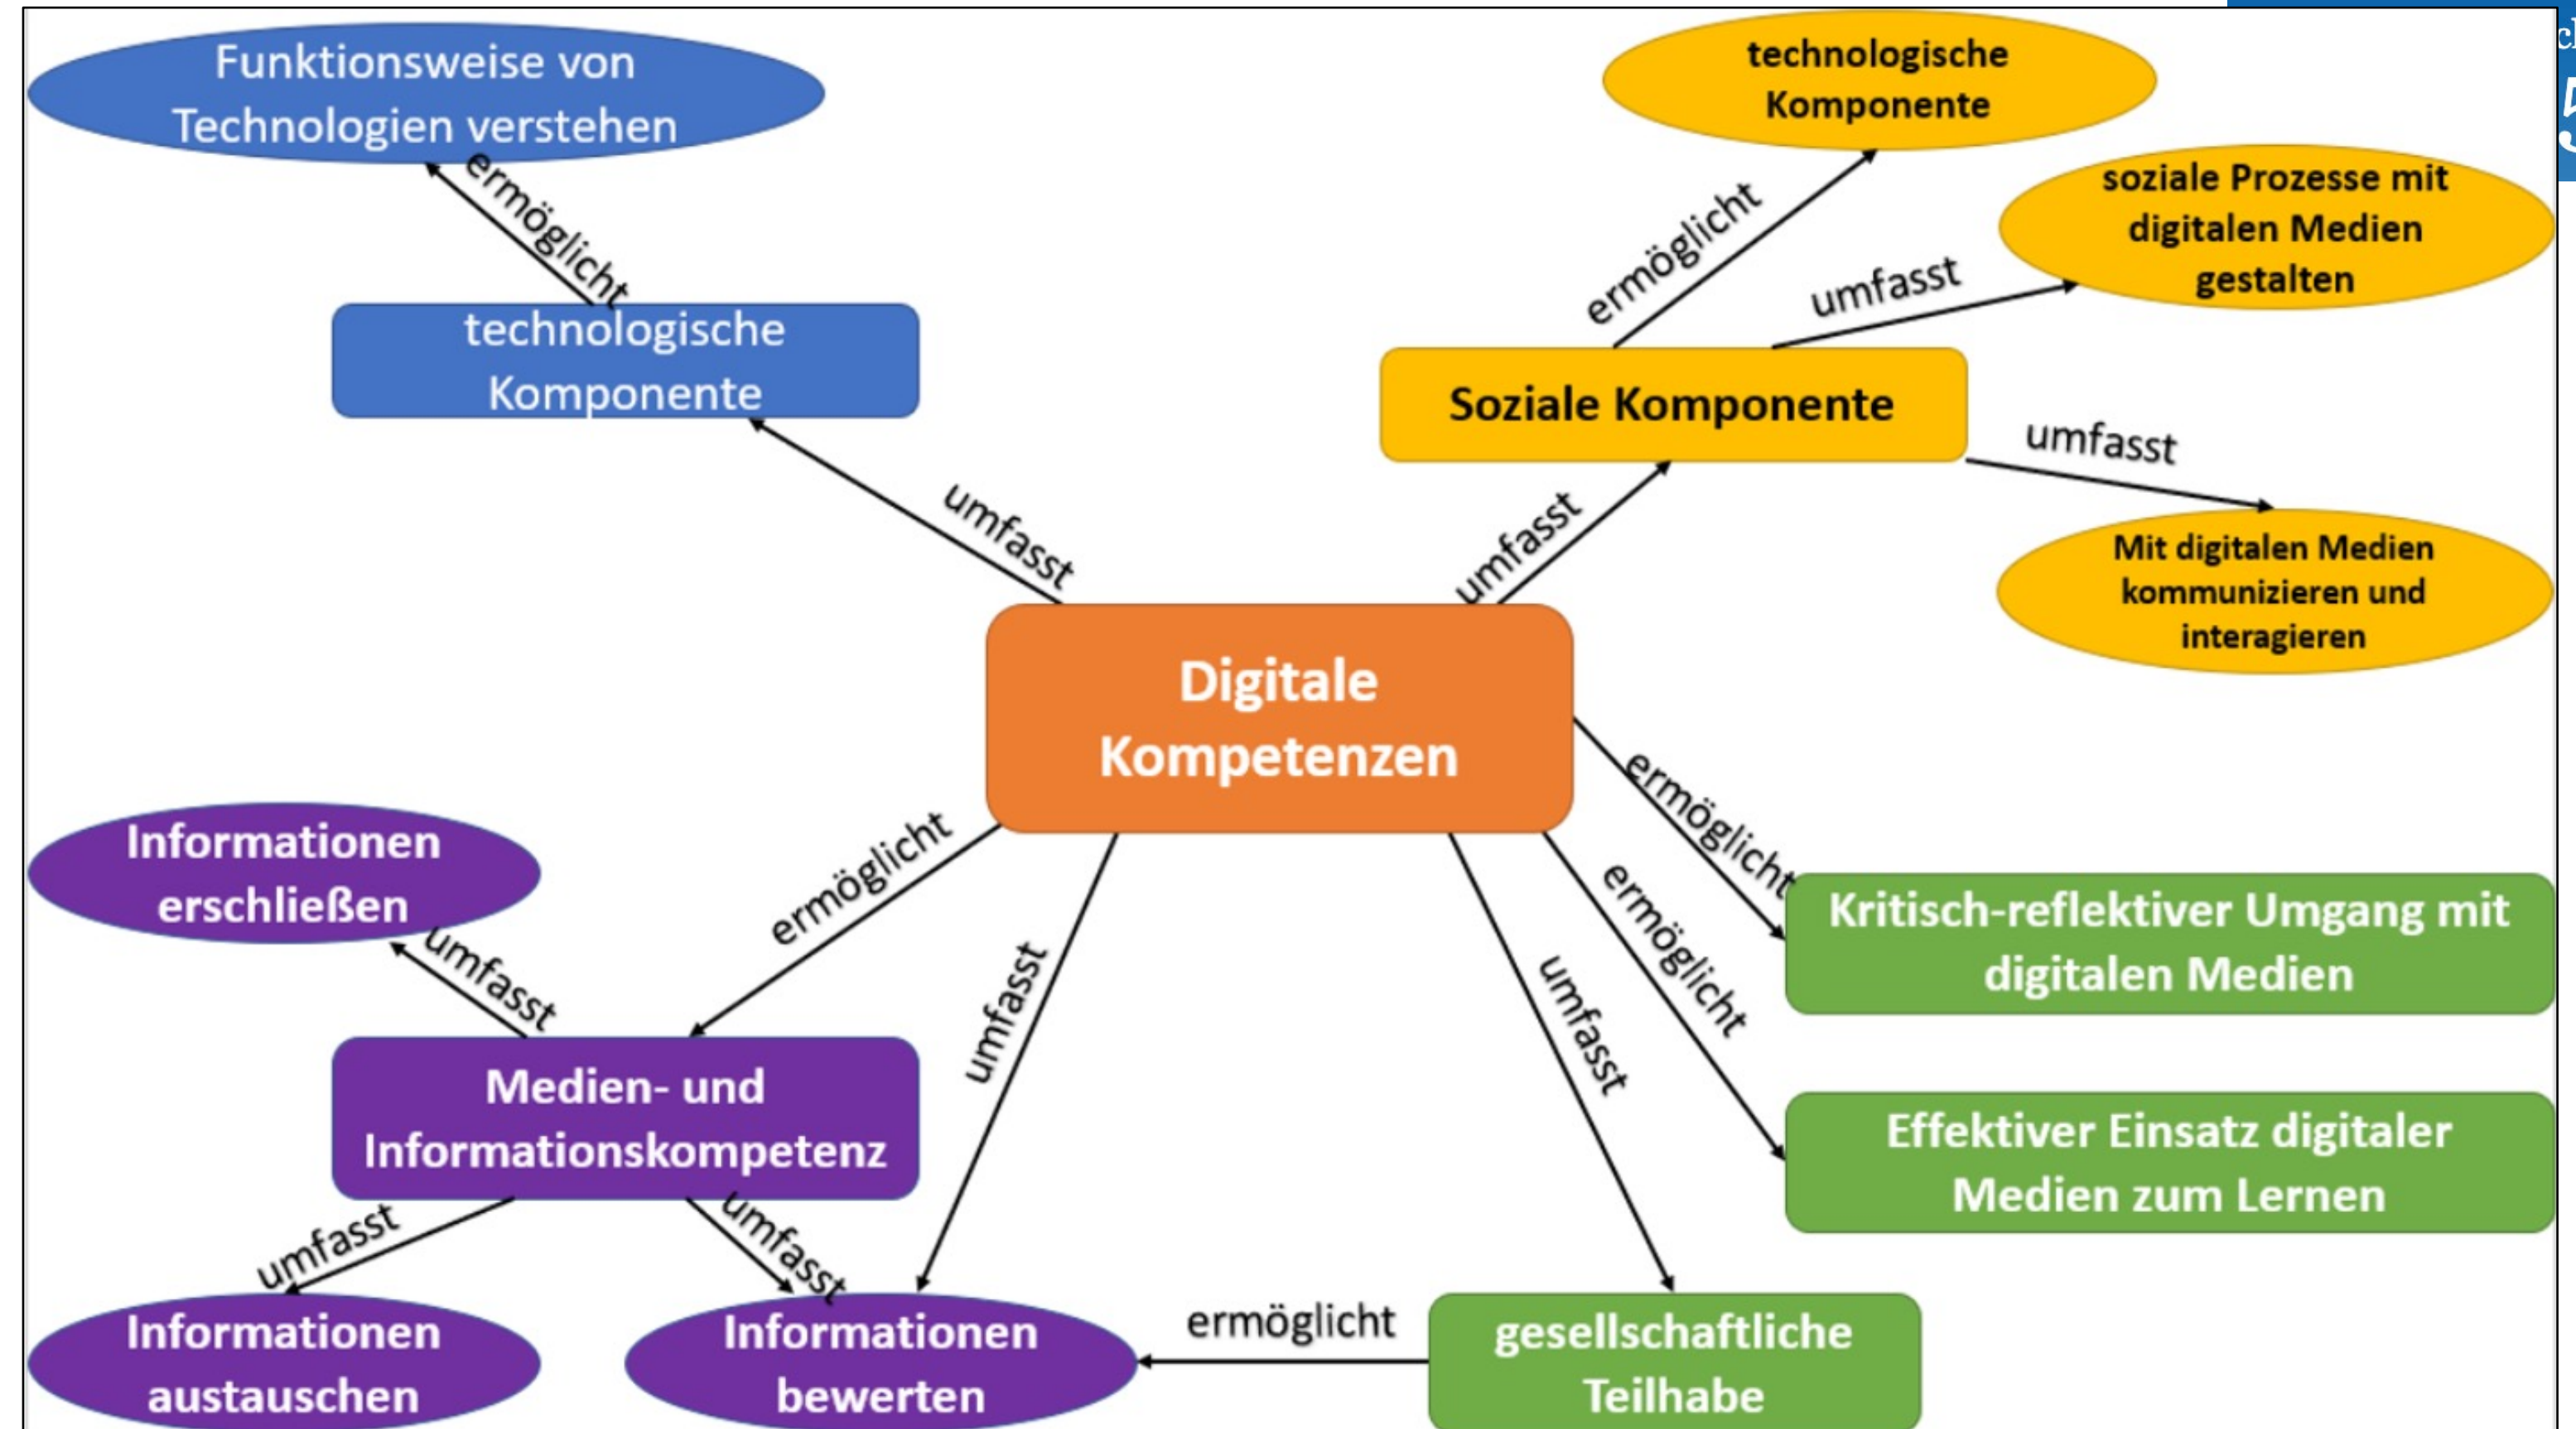 Funktionsweise von
Technologien verstehen
ermöglicht
technologische
Komponente
umfasst
technologische
Komponente
ermöglicht
soziale Prozesse mit
digitalen Medien
gestalten
umfasst
Soziale Komponente
umfasst
Mit digitalen Medien
kommunizieren und
interagieren
umfasst
Digitale
Kompetenzen
ermöglicht
umfasst
umfasst
ermöglicht
ermöglicht
Informationen
erschließen
umfasst
Medien- und
Informationskompetenz
umfasst
umfasst
Informationen
austauschen
Informationen
bewerten
ermöglicht
gesellschaftliche
Teilhabe
Kritisch-reflektiver Umgang mit
digitalen Medien
Effektiver Einsatz digitaler
Medien zum Lernen